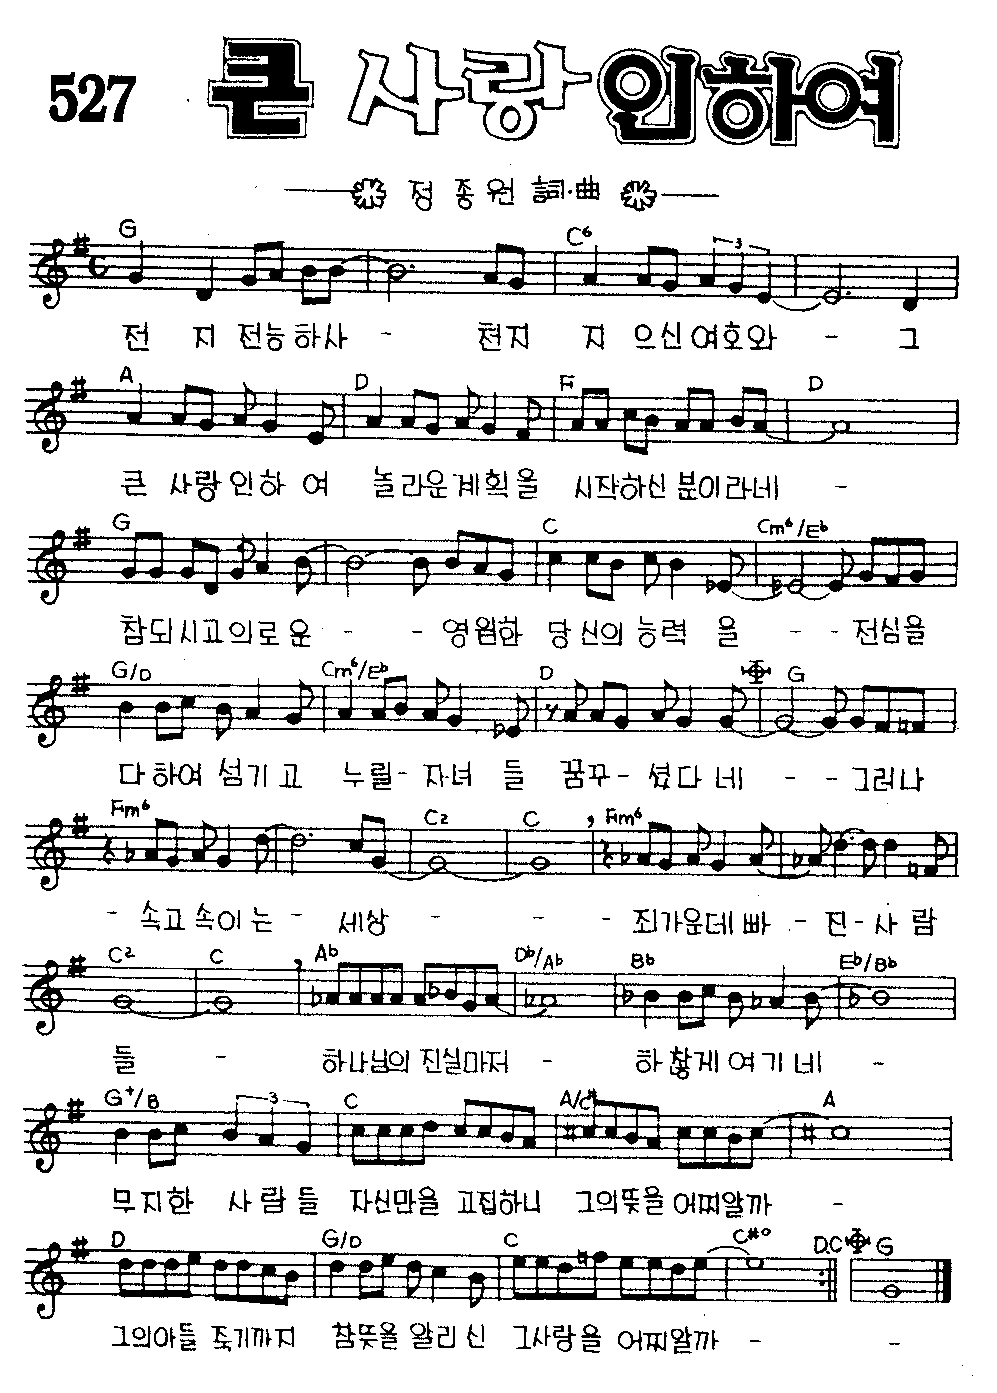 527 큰 사랑 인하여
정 종 원 詞·曲
G C⁶ 3
전 지 전능하사 - 천지 지 으신여호와 - 그
A D F D
큰 사랑인하 여 놀라운계획을 시작하신분이라네 -
G C Cm⁶/E♭
참되시고의로운 - - 영원한 당신의능력 을 - - 전심을
G/D Cm⁶/E♭ D G
다하여 섬기고 누릴- 자녀 들 꿈꾸- 셨다네 - - 그러나
Fm⁶ C2 C Fm⁶
- 속고속이는 - 세상 - - - 죄가운데빠 - 진-사람
C2 C A♭ D♭/A♭ B♭ E♭/B♭
들 - 하나님의 진실마저 - 하찮게여기네 -
G⁺/B 3 C A/C# A
무지한 사람들 자신만을 고집하니 그의뜻을어찌알까 -
D G/D C C#° D.C G
그의아들 죽기까지 참뜻을알리신 그사랑을 어찌알까 - -